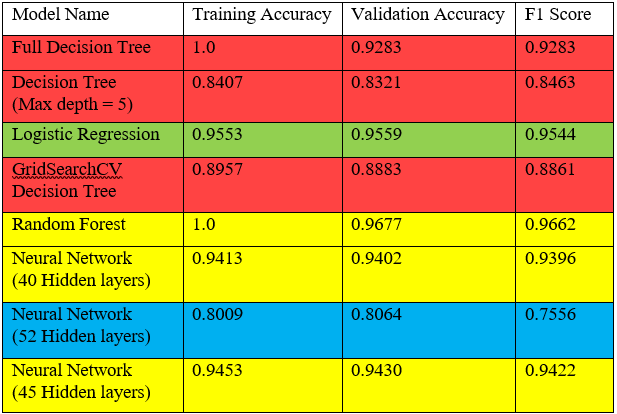 Model Name Training Accuracy Validation Accuracy F1 Score
Full Decision Tree 1.0 0.9283 0.9283
Decision Tree 0.8407 0.8321 0.8463
(Max depth = 5)
Logistic Regression 0.9553 0.9559 0.9544
GridSearchCV 0.8957 0.8883 0.8861
Decision Tree
Random Forest 1.0 0.9677 0.9662
Neural Network 0.9413 0.9402 0.9396
(40 Hidden layers)
Neural Network 0.8009 0.8064 0.7556
(52 Hidden layers)
Neural Network 0.9453 0.9430 0.9422
(45 Hidden layers)